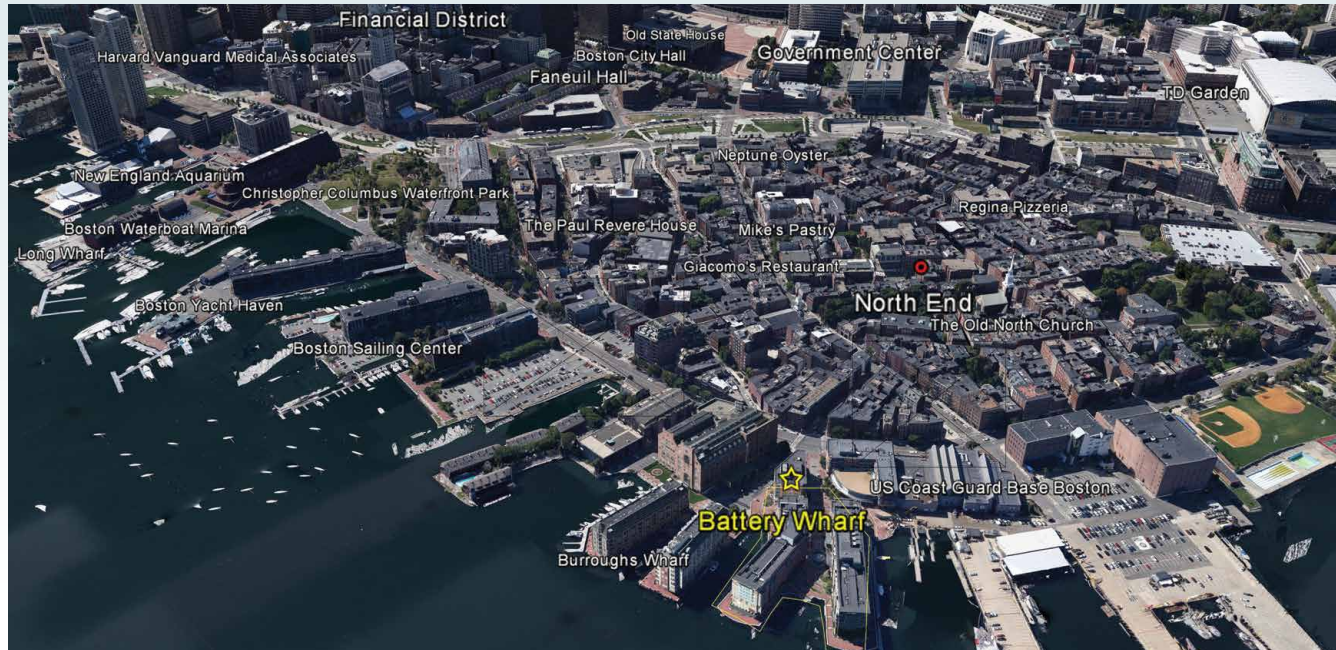 Financial District
Old State House
Harvard Vanguard Medical Associates
Boston City Hall
Government Center
Faneuil Hall
TD Garden
Neptune Oyster
New England Aquarium
Christopher Columbus Waterfront Park
Regina Pizzeria
Boston Waterboat Marina
The Paul Revere House
Mike's Pastry
Long Wharf
Giacomo's Restaurant
Boston Yacht Haven
North End
The Old North Church
Boston Sailing Center
US Coast Guard Base Boston
Battery Wharf
Burroughs Wharf